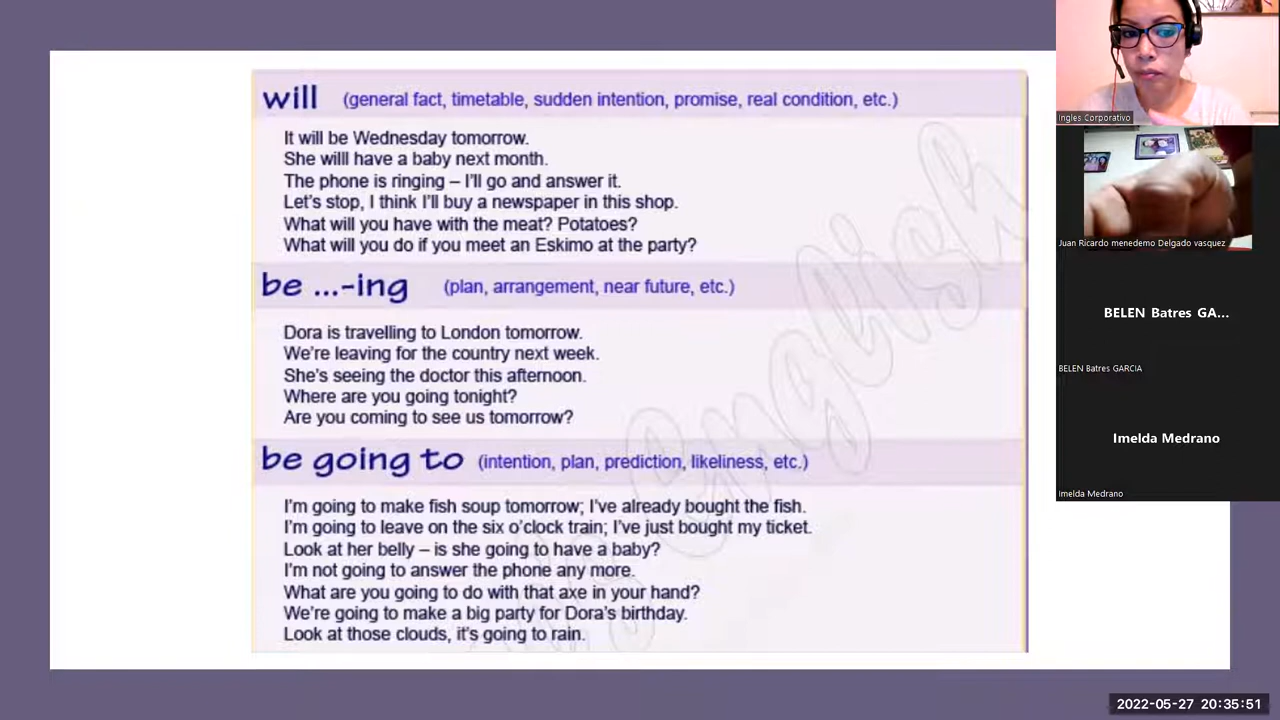 will (general fact, timetable, sudden intention, promise, real condition, etc.)
It will be Wednesday tomorrow.
She willl have a baby next month.
The phone is ringing – I'll go and answer it.
Let's stop, I think I'll buy a newspaper in this shop.
What will you have with the meat? Potatoes?
What will you do if you meet an Eskimo at the party?
be ...-ing (plan, arrangement, near future, etc.)
Dora is travelling to London tomorrow.
We're leaving for the country next week.
She's seeing the doctor this afternoon.
Where are you going tonight?
Are you coming to see us tomorrow?
be going to (intention, plan, prediction, likeliness, etc.)
I'm going to make fish soup tomorrow; I've already bought the fish.
I'm going to leave on the six o'clock train; I've just bought my ticket.
Look at her belly – is she going to have a baby?
I'm not going to answer the phone any more.
What are you going to do with that axe in your hand?
We're going to make a big party for Dora's birthday.
Look at those clouds, it's going to rain.
English
Ingles Corporativo
Juan Ricardo menedemo Delgado vasquez
BELEN Batres GA...
BELEN Batres GARCIA
Imelda Medrano
Imelda Medrano
2022-05-27 20:35:51